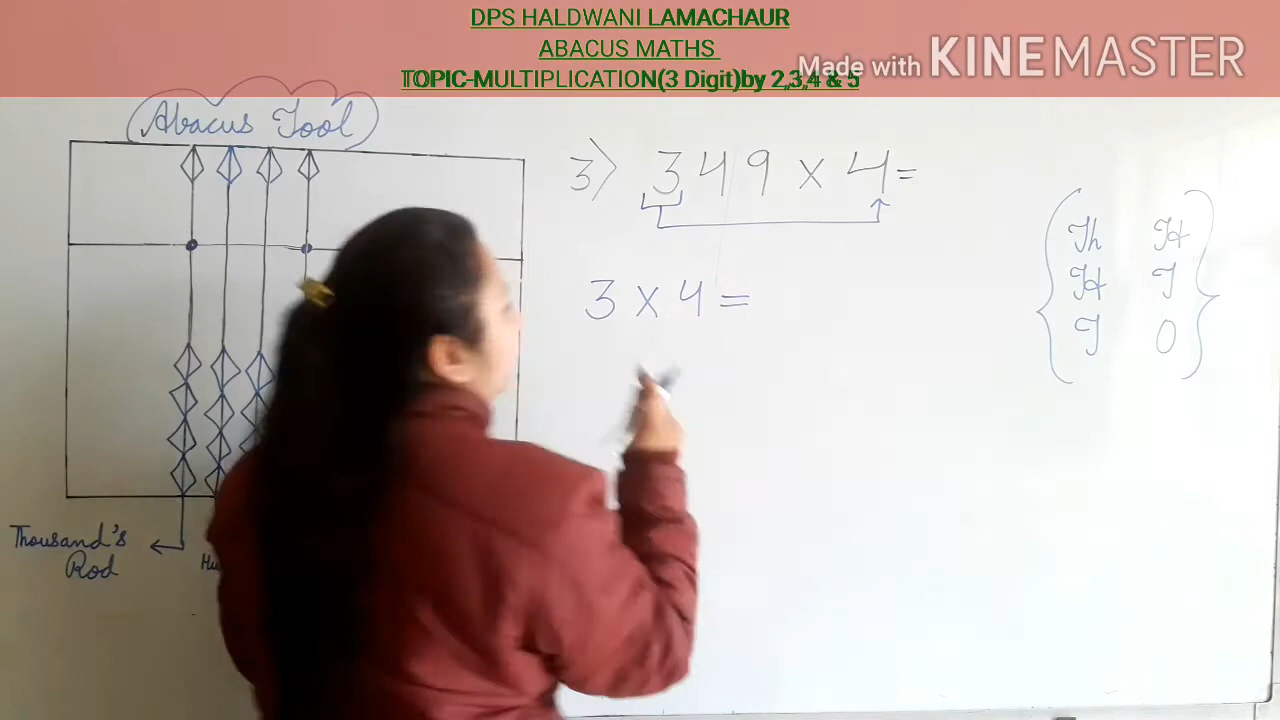 DPS HALDWANI LAMACHAUR
ABACUS MATHS
TOPIC-MULTIPLICATION(3 Digit)by 2,3,4 & 5
Made with KINEMASTER
Abacus Tool
3) 349 x 4 =
3 x 4 =
Th H
H T
T O
Thousand's
Rod